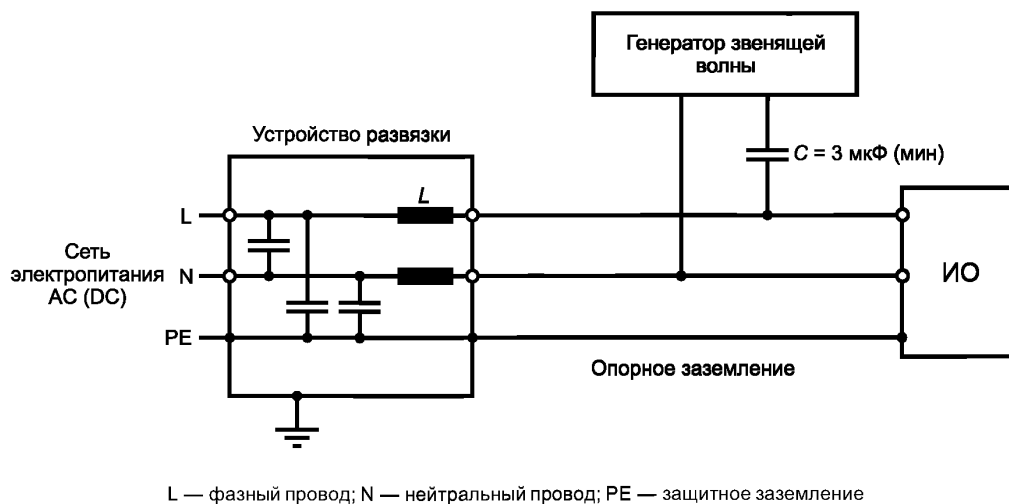 Генератор звенящей
волны
Устройство развязки
C = 3 мкФ (мин)
L
L
Сеть
электропитания
AC (DC)
N
ИО
PE
Опорное заземление
L — фазный провод; N — нейтральный провод; PE — защитное заземление